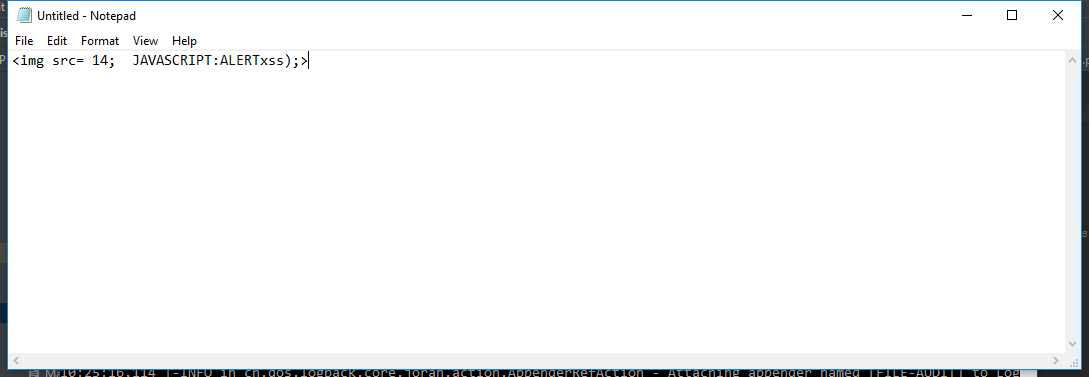 Untitled - Notepad
File Edit Format View Help
<img src= 14;  JAVASCRIPT:ALERTxss);>
10:25:16.114 |-INFO in ch.qos.logback.core.joran.action.AppenderRefAction - Attaching appender named [FILE-AUDIT] to Log